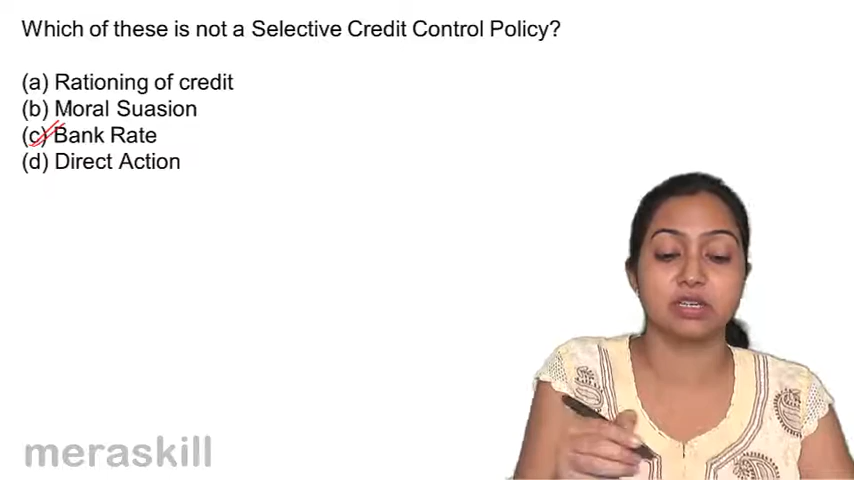 Which of these is not a Selective Credit Control Policy?
(a) Rationing of credit
(b) Moral Suasion
(c) Bank Rate
(d) Direct Action
meraskill